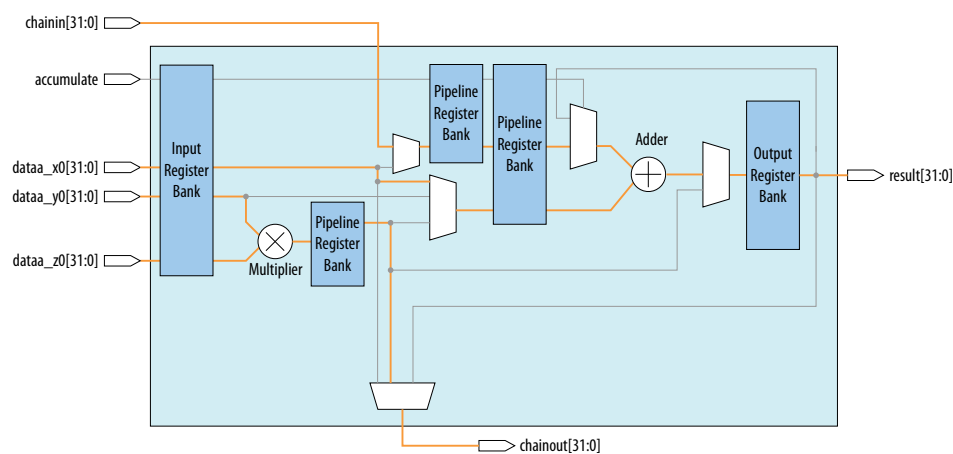 chainin[31:0]
accumulate
dataa_x0[31:0]
dataa_y0[31:0]
dataa_z0[31:0]
Input
Register
Bank
Multiplier
Pipeline
Register
Bank
Pipeline
Register
Bank
Pipeline
Register
Bank
Adder
Output
Register
Bank
result[31:0]
chainout[31:0]